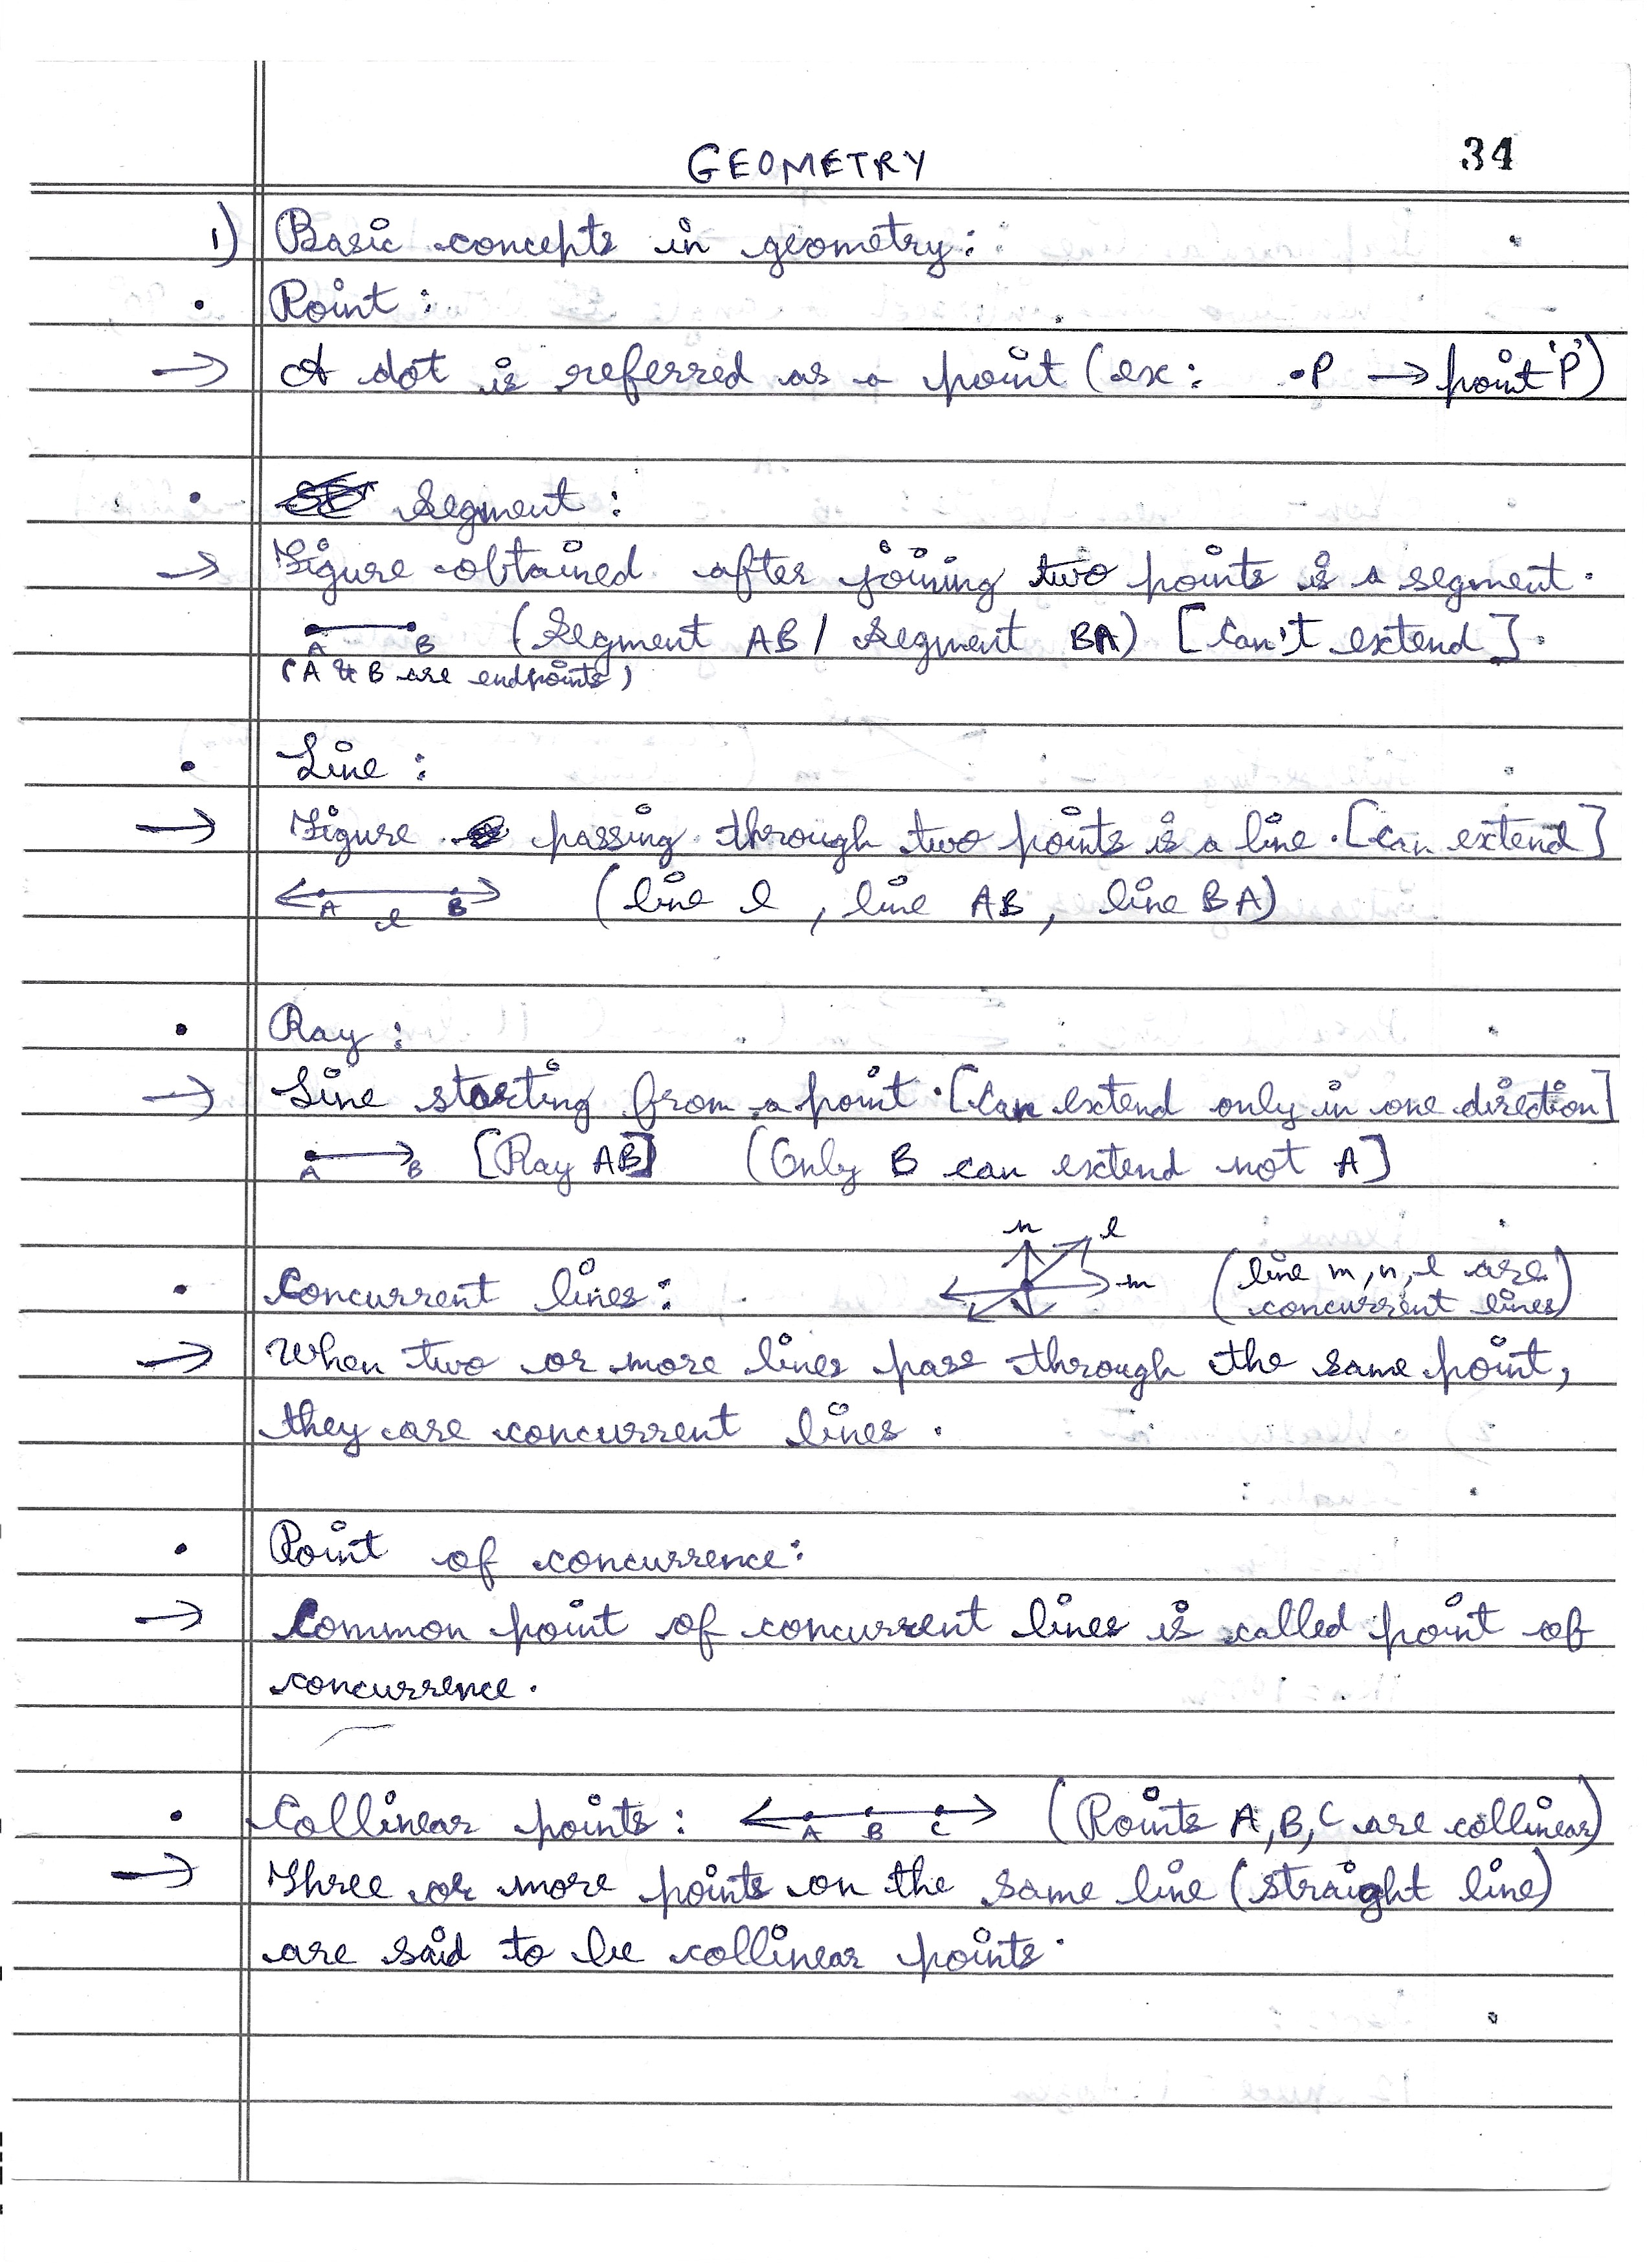 GEOMETRY 34
1) Basic concepts in geometry:
• Point:
→ A dot is referred as a point (ex: •P → point 'P')
• Segment:
→ Figure obtained after joining two points is a segment.
A B (Segment AB / Segment BA) [Can't extend].
(A & B are endpoints)
• Line:
→ Figure passing through two points is a line. [Can extend]
A l B (line l, line AB, line BA)
• Ray:
→ Line starting from a point. [Can extend only in one direction]
A B [Ray AB] (Only B can extend not A]
n l
• Concurrent lines: m (line m, n, l are
concurrent lines)
→ When two or more lines pass through the same point,
they are concurrent lines.
• Point of concurrence:
→ Common point of concurrent lines is called point of
concurrence.
• Collinear points: A B C (Points A, B, C are collinear)
→ Three or more points on the same line (straight line)
are said to be collinear points.